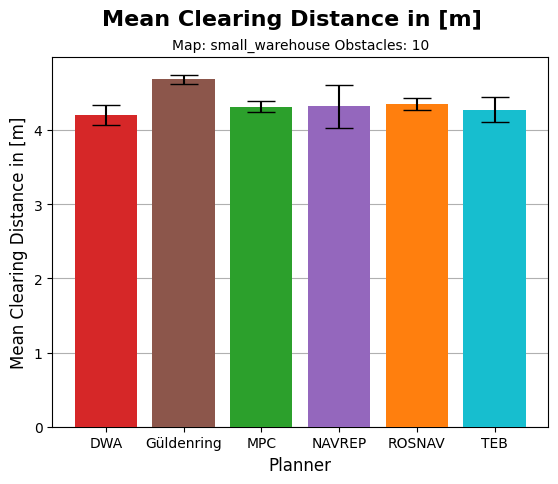 Mean Clearing Distance in [m]
Map: small_warehouse Obstacles: 10
Mean Clearing Distance in [m]
4
3
2
1
0
DWA Güldenring MPC NAVREP ROSNAV TEB
Planner